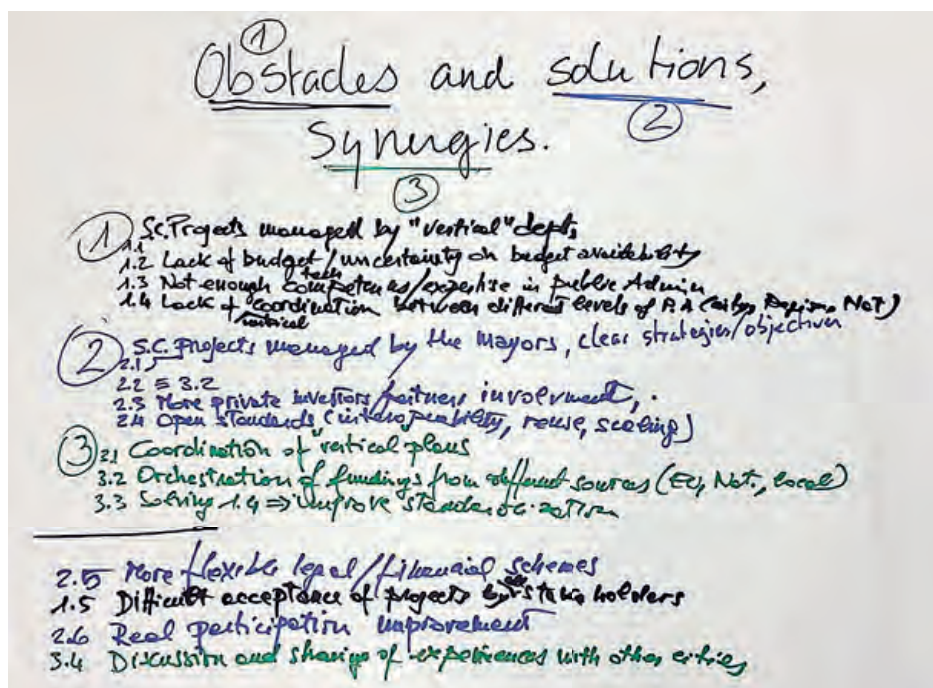 ①
Obstacles and solutions,
②
Synergies.
③
① S.C. Projects managed by "vertical" depts
1.1
1.2 Lack of budget/uncertainty on budget availability
tech
1.3 Not enough competences/expertise in public Admin
1.4 Lack of coordination between different levels of P.A (city, Region, Nat)
vertical
② S.C. projects managed by the mayors, clear strategies/objectives
2.1
2.2 ≡ 3.2
2.3 More private investors/partners involvment,
2.4 Open standards (interoperability, reuse, scaling)
③ 3.1 Coordination of "vertical" plans
3.2 Orchestration of fundings from different sources (EU, Nat., local)
3.3 Solving 1.4 => improve standardization
2.5 More flexible legal/financial schemes
1.5 Difficult acceptance of projects by all stakeholders
2.6 Real participation improvement
3.4 Discussion and sharing of experiences with other cities